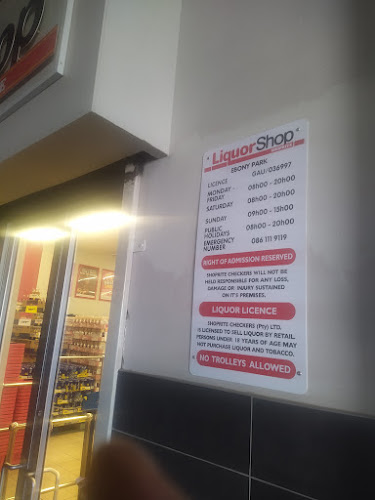 op
LiquorShop
SHOPRITE
EBONY PARK
LICENCE GAU/036997
MONDAY - FRIDAY 08h00 - 20h00
SATURDAY 08h00 - 20h00
SUNDAY 09h00 - 15h00
PUBLIC HOLIDAYS 08h00 - 20h00
EMERGENCY NUMBER 086 111 9119
RIGHT OF ADMISSION RESERVED
SHOPRITE CHECKERS WILL NOT BE
HELD RESPONSIBLE FOR ANY LOSS,
DAMAGE OR INJURY SUSTAINED
ON IT'S PREMISES.
LIQUOR LICENCE
SHOPRITE CHECKERS (Pty) LTD.
IS LICENSED TO SELL LIQUOR BY RETAIL.
PERSONS UNDER 18 YEARS OF AGE MAY
NOT PURCHASE LIQUOR AND TOBACCO.
NO TROLLEYS ALLOWED